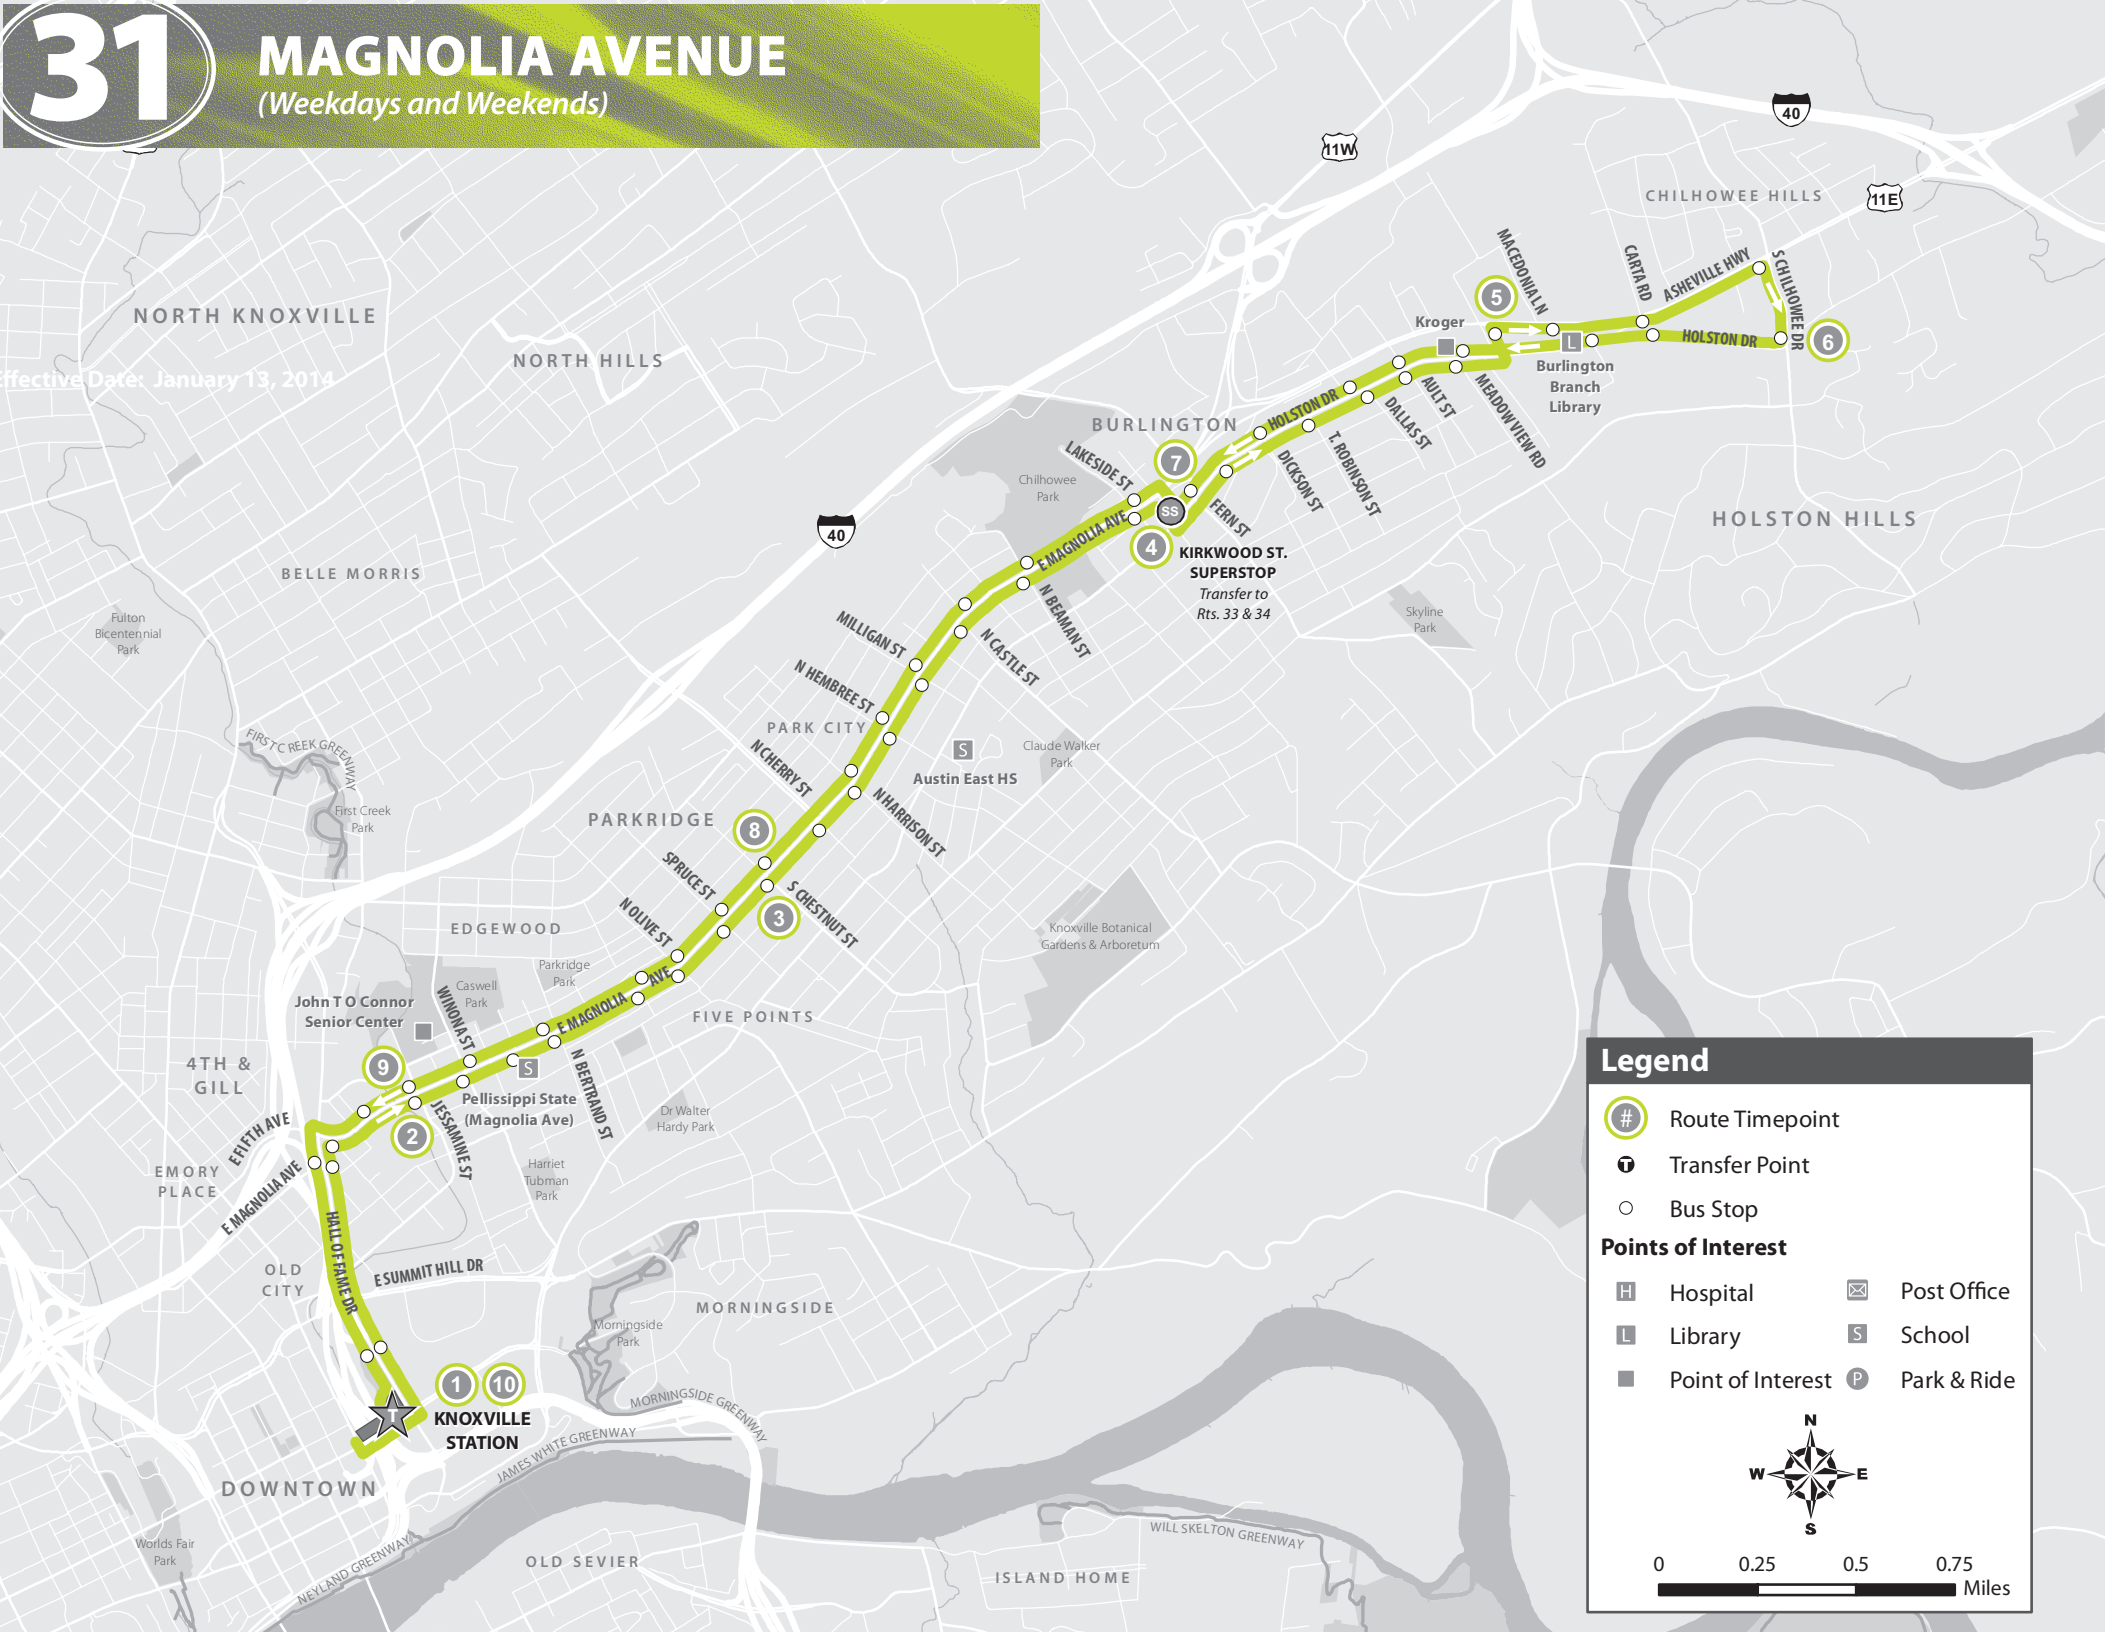 31
MAGNOLIA AVENUE
(Weekdays and Weekends)
Effective Date: January 13, 2014
40
11W
CHILHOWEE HILLS
11E
NORTH KNOXVILLE
NORTH HILLS
MACEDONIA LN
CARTA RD
ASHEVILLE HWY
S CHILHOWEE DR
5
Kroger
L
HOLSTON DR
6
Burlington
Branch
Library
AULT ST
MEADOW VIEW RD
DALLAS ST
HOLSTON DR
T. ROBINSON ST
DICKSON ST
BURLINGTON
LAKESIDE ST
7
Chilhowee
Park
SS
FERN ST
E MAGNOLIA AVE
4
KIRKWOOD ST.
SUPERSTOP
Transfer to
Rts. 33 & 34
HOLSTON HILLS
40
BELLE MORRIS
Fulton
Bicentennial
Park
N BEAMAN ST
Skyline
Park
MILLIGAN ST
N CASTLE ST
N HEMBREE ST
PARK CITY
N CHERRY ST
S
Austin East HS
Claude Walker
Park
FIRST CREEK GREENWAY
First Creek
Park
PARKRIDGE
8
N HARRISON ST
SPRUCE ST
S CHESTNUT ST
3
N OLIVE ST
EDGEWOOD
Knoxville Botanical
Gardens & Arboretum
Parkridge
Park
Caswell
Park
John T O Connor
Senior Center
WINONA ST
E MAGNOLIA AVE
FIVE POINTS
4TH &
GILL
9
S
N BERTRAND ST
Pellissippi State
(Magnolia Ave)
2
JESSAMINE ST
Dr Walter
Hardy Park
E FIFTH AVE
EMORY
PLACE
E MAGNOLIA AVE
Harriet
Tubman
Park
HALL OF FAME DR
OLD
CITY
E SUMMIT HILL DR
MORNINGSIDE
Morningside
Park
1
10
KNOXVILLE
STATION
T
MORNINGSIDE GREENWAY
JAMES WHITE GREENWAY
DOWNTOWN
Worlds Fair
Park
NEYLAND GREENWAY
OLD SEVIER
WILL SKELTON GREENWAY
ISLAND HOME
Legend
# Route Timepoint
T Transfer Point
Bus Stop
Points of Interest
H Hospital
Post Office
L Library
S School
Point of Interest
P Park & Ride
N
W E
S
0 0.25 0.5 0.75
Miles